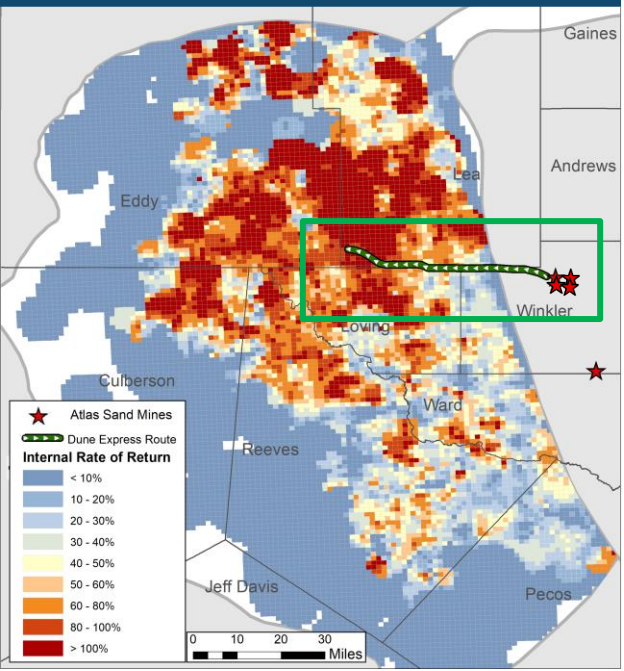 Gaines
Andrews
Lea
Eddy
Winkler
Loving
Culberson
Ward
Reeves
Jeff Davis
Pecos
Atlas Sand Mines
Dune Express Route
Internal Rate of Return
< 10%
10 - 20%
20 - 30%
30 - 40%
40 - 50%
50 - 60%
60 - 80%
80 - 100%
> 100%
0 10 20 30
Miles